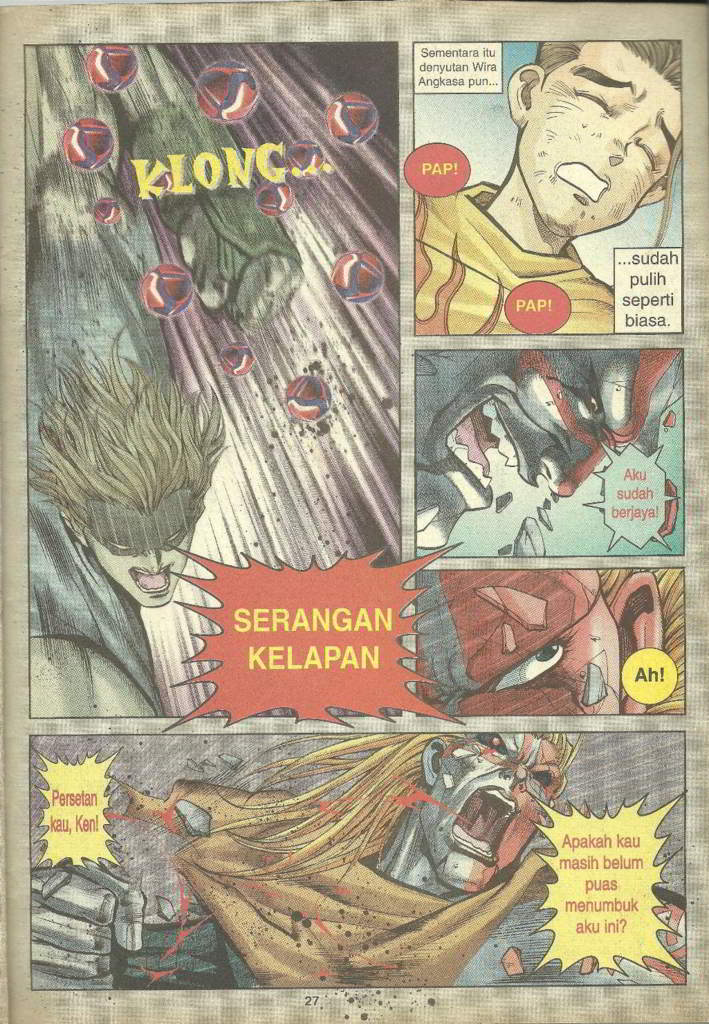 KLONG...
SERANGAN
KELAPAN
Sementara itu
denyutan Wira
Angkasa pun...
PAP!
PAP!
...sudah
pulih
seperti
biasa.
Aku
sudah
berjaya!
Ah!
Persetan
kau, Ken!
Apakah kau
masih belum
puas
menumbuk
aku ini?
27